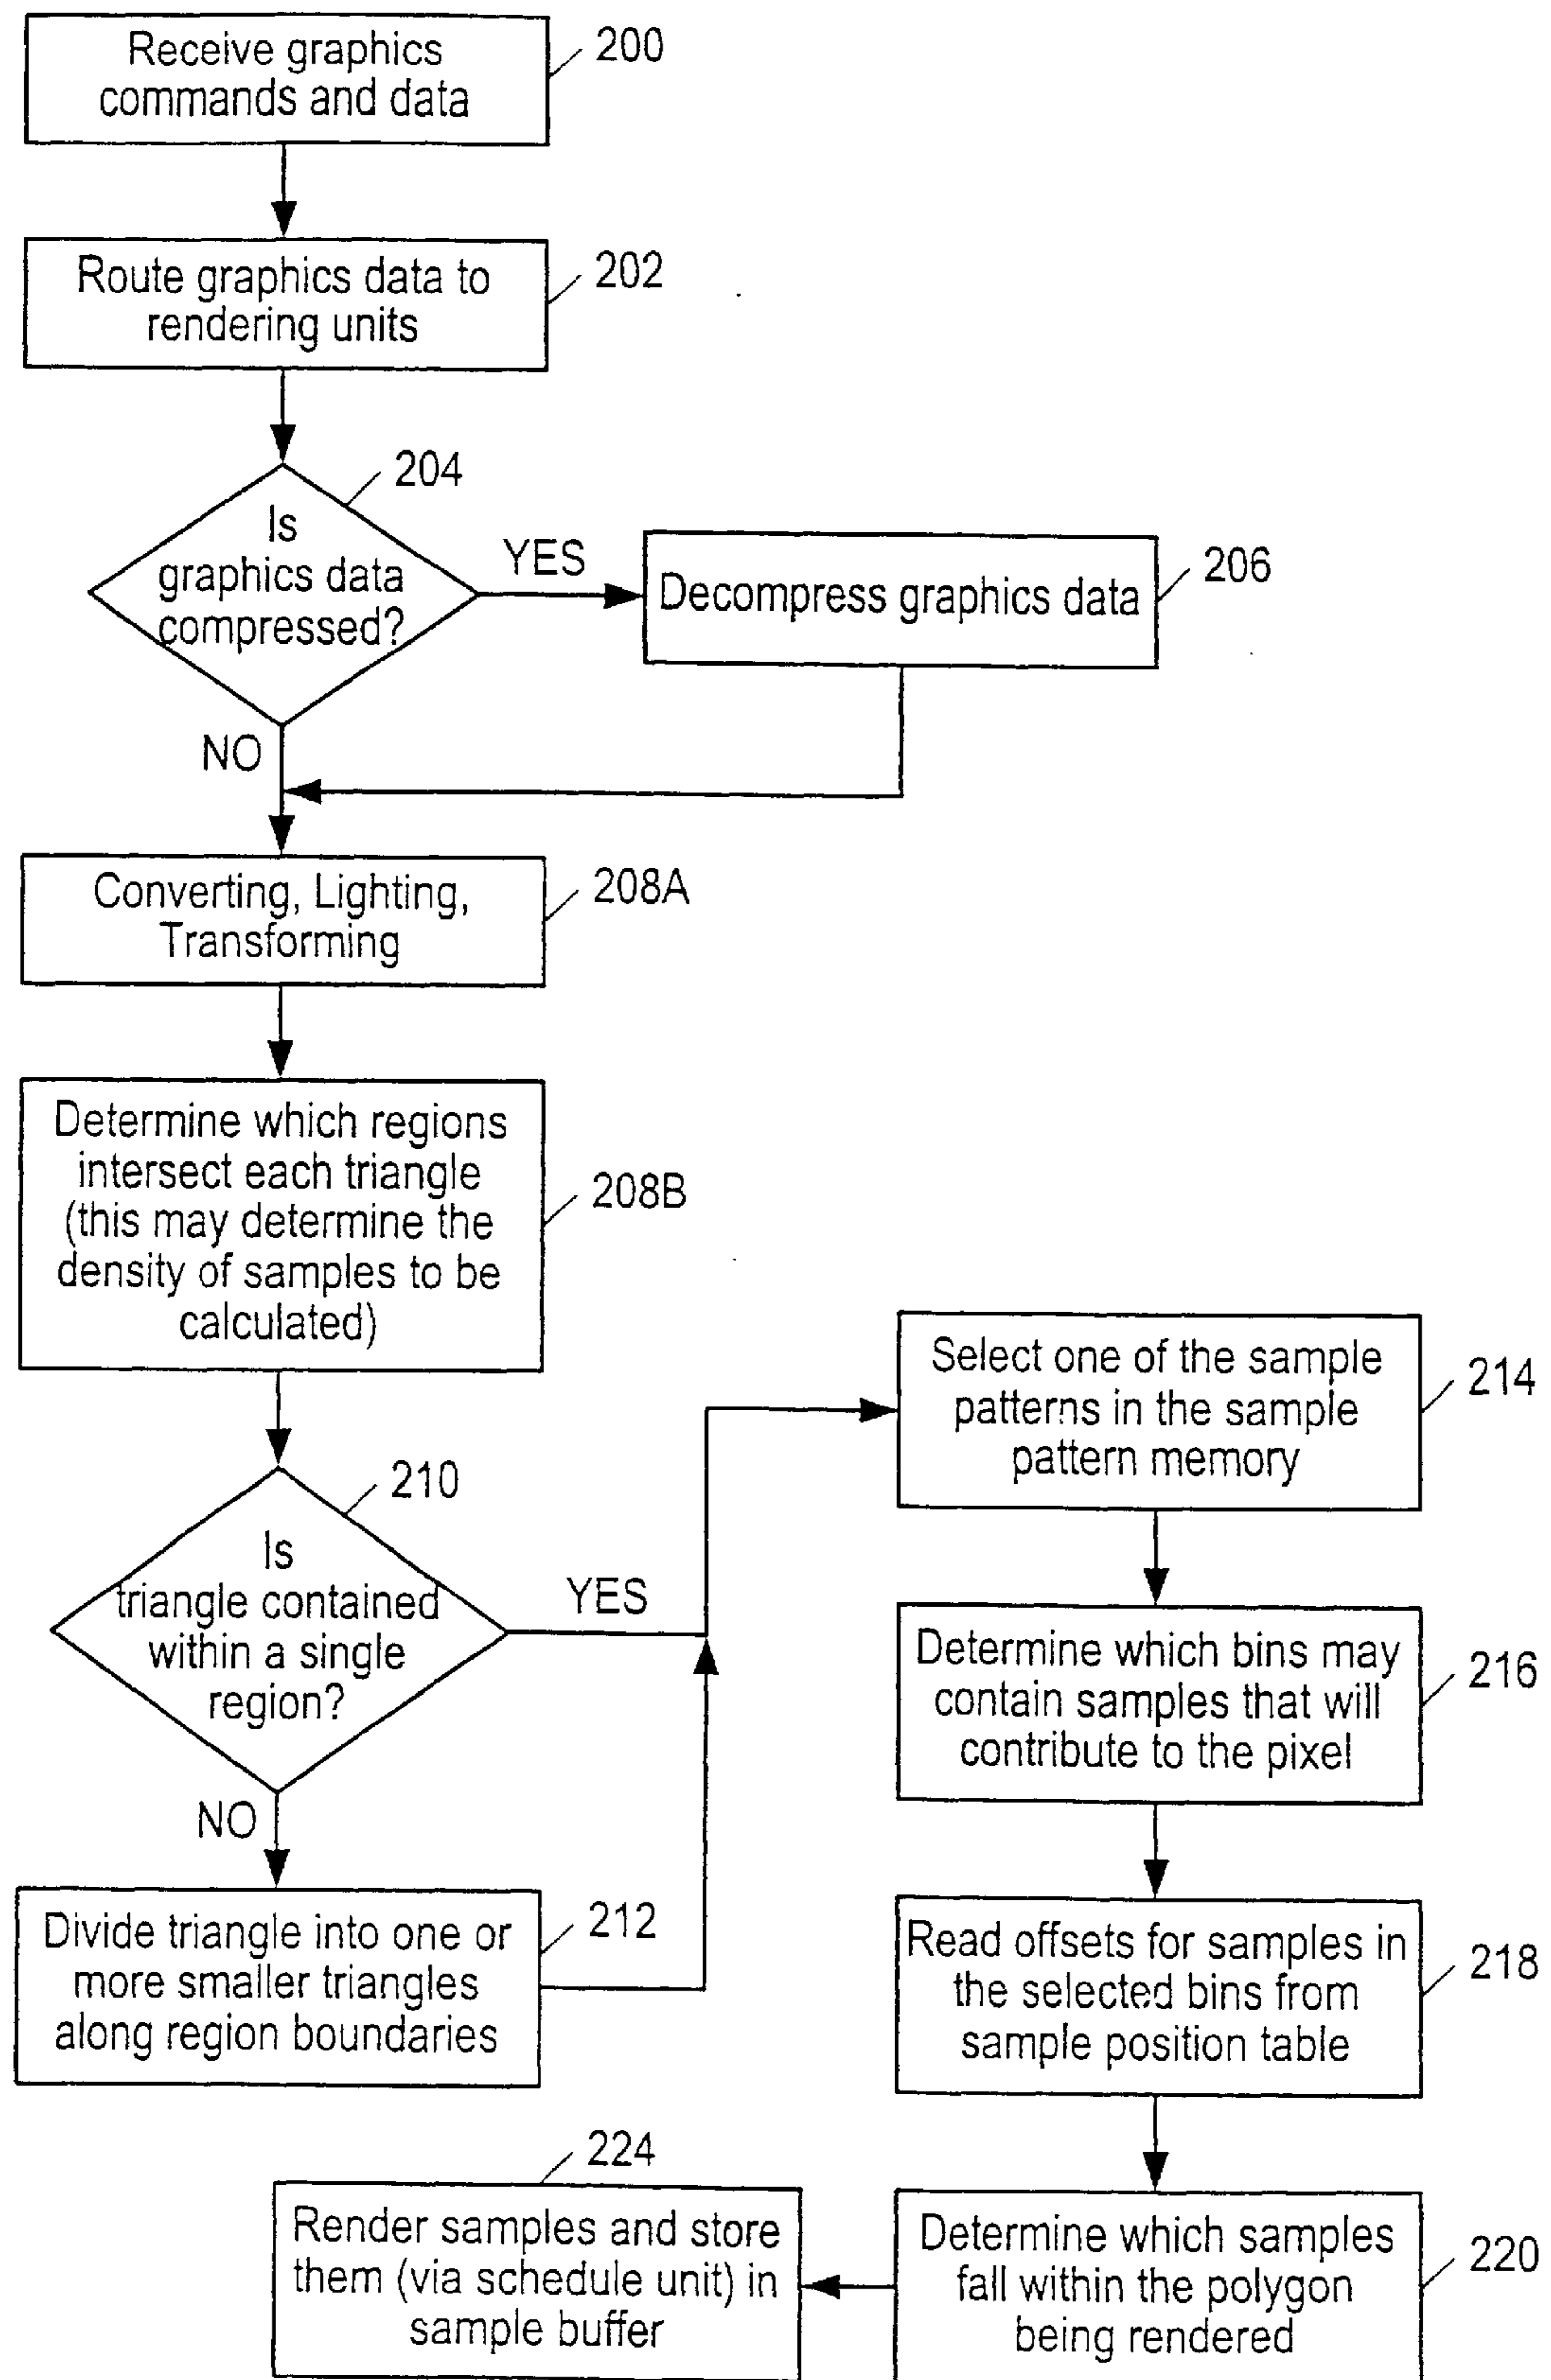 Receive graphics
commands and data
200
Route graphics data to
rendering units
202
204
Is
graphics data
compressed?
YES
Decompress graphics data
206
NO
Converting, Lighting,
Transforming
208A
Determine which regions
intersect each triangle
(this may determine the
density of samples to be
calculated)
208B
210
Is
triangle contained
within a single
region?
YES
NO
Divide triangle into one or
more smaller triangles
along region boundaries
212
Select one of the sample
patterns in the sample
pattern memory
214
Determine which bins may
contain samples that will
contribute to the pixel
216
Read offsets for samples in
the selected bins from
sample position table
218
Determine which samples
fall within the polygon
being rendered
220
224
Render samples and store
them (via schedule unit) in
sample buffer